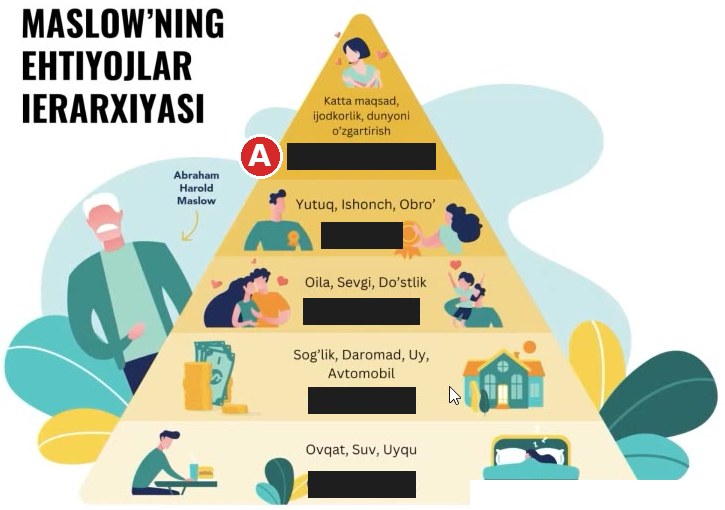 MASLOW’NING
EHTIYOJLAR
IERARXIYASI
Abraham
Harold
Maslow
Katta maqsad,
ijodkorlik, dunyoni
o’zgartirish
A
Yutuq, Ishonch, Obro’
Oila, Sevgi, Do’stlik
Sog’lik, Daromad, Uy,
Avtomobil
Ovqat, Suv, Uyqu